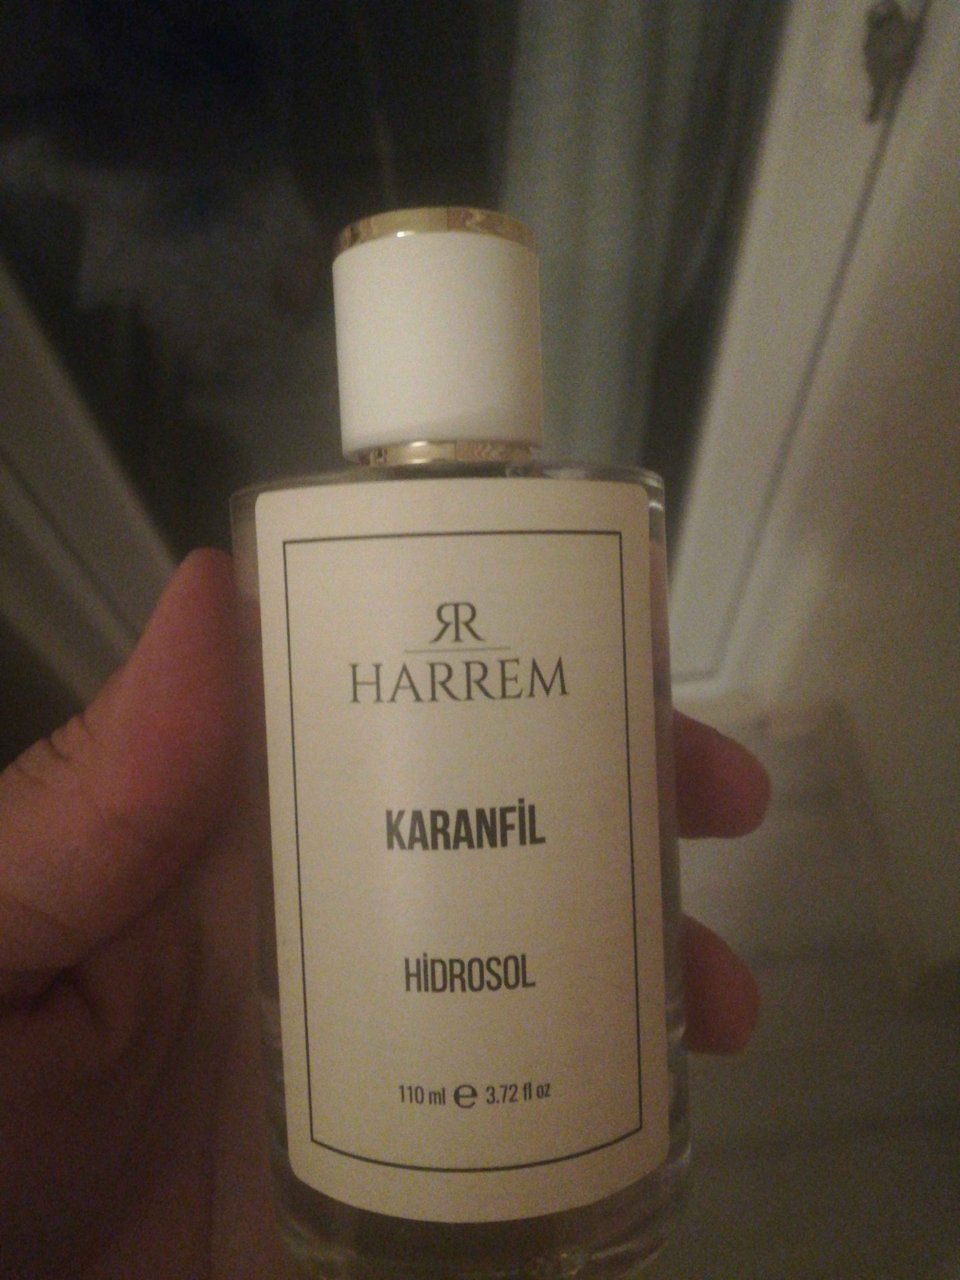 RR
HARREM
KARANFİL
HİDROSOL
110 ml e 3.72 fl oz